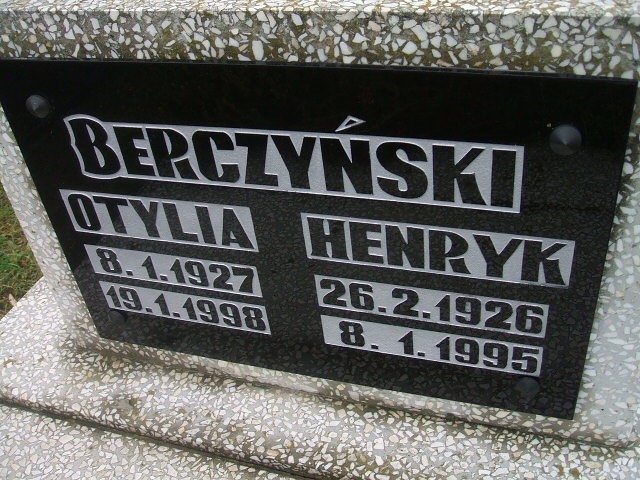 BERCZYŃSKI
OTYLIA
8.1.1927
19.1.1998
HENRYK
26.2.1926
8.1.1995